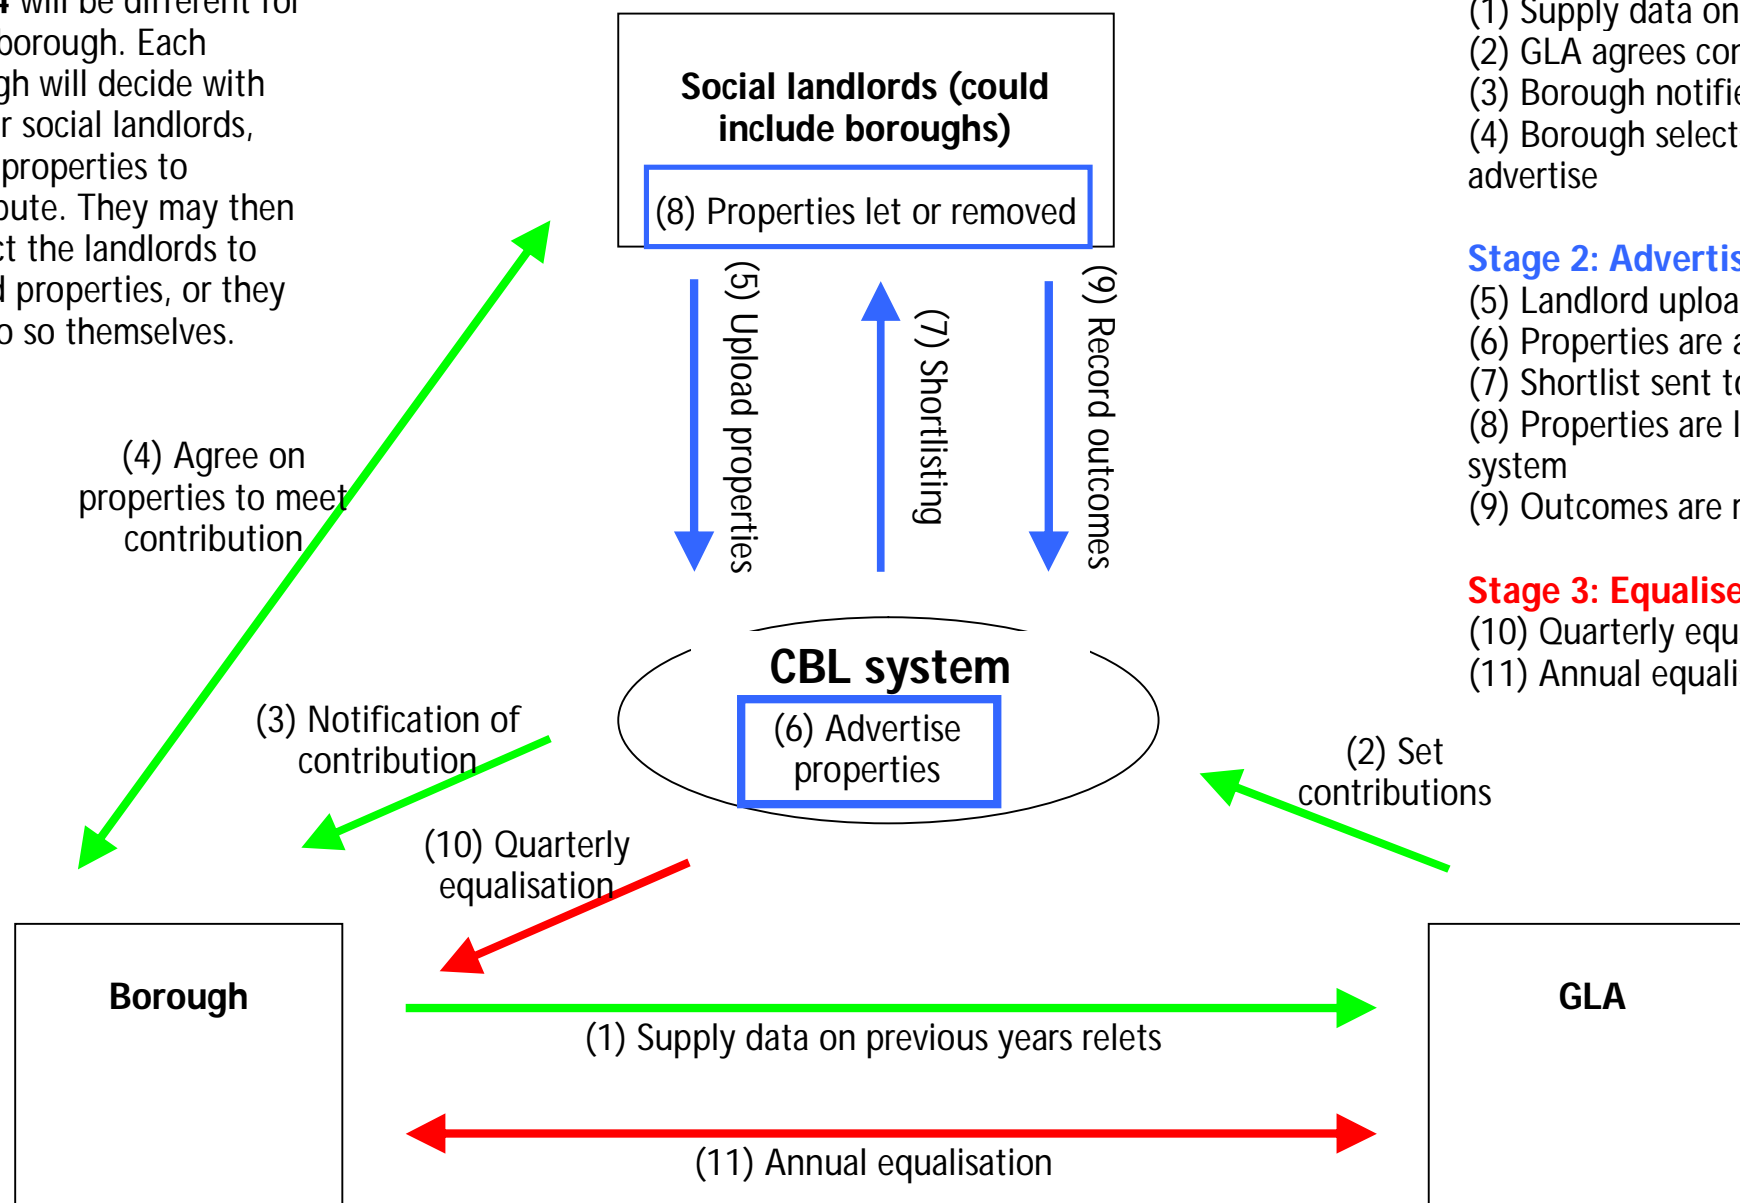 4 will be different for
borough. Each
gh will decide with
r social landlords,
properties to
bute. They may then
ct the landlords to
d properties, or they
o so themselves.
Social landlords (could
include boroughs)
(8) Properties let or removed
(1) Supply data on
(2) GLA agrees con
(3) Borough notifie
(4) Borough select
advertise
Stage 2: Advertis
(5) Landlord uploa
(6) Properties are a
(7) Shortlist sent to
(8) Properties are l
system
(9) Outcomes are r
Stage 3: Equalise
(10) Quarterly equ
(11) Annual equali
(5) Upload properties
(7) Shortlisting
(9) Record outcomes
(4) Agree on
properties to meet
contribution
CBL system
(6) Advertise
properties
(3) Notification of
contribution
(2) Set
contributions
(10) Quarterly
equalisation
Borough
GLA
(1) Supply data on previous years relets
(11) Annual equalisation